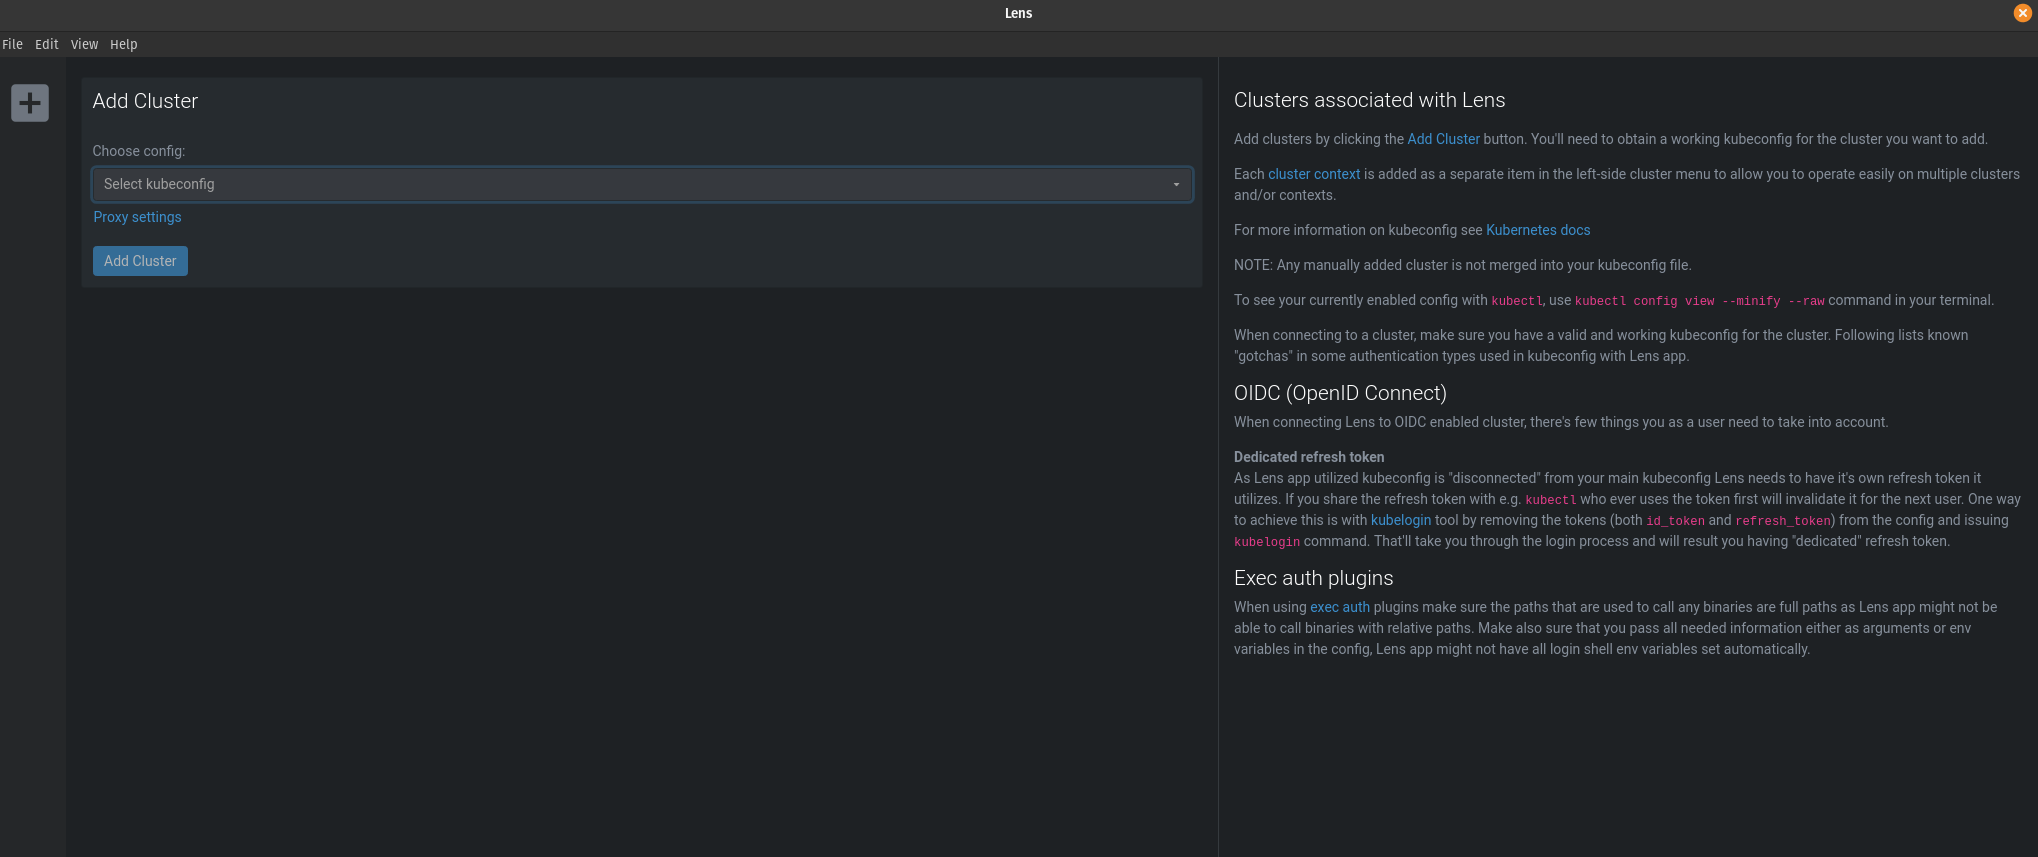 Lens
File Edit View Help
Add Cluster
Choose config:
Select kubeconfig
Proxy settings
Add Cluster
Clusters associated with Lens
Add clusters by clicking the Add Cluster button. You'll need to obtain a working kubeconfig for the cluster you want to add.
Each cluster context is added as a separate item in the left-side cluster menu to allow you to operate easily on multiple clusters
and/or contexts.
For more information on kubeconfig see Kubernetes docs
NOTE: Any manually added cluster is not merged into your kubeconfig file.
To see your currently enabled config with kubectl, use kubectl config view --minify --raw command in your terminal.
When connecting to a cluster, make sure you have a valid and working kubeconfig for the cluster. Following lists known
"gotchas" in some authentication types used in kubeconfig with Lens app.
OIDC (OpenID Connect)
When connecting Lens to OIDC enabled cluster, there's few things you as a user need to take into account.
Dedicated refresh token
As Lens app utilized kubeconfig is "disconnected" from your main kubeconfig Lens needs to have it's own refresh token it
utilizes. If you share the refresh token with e.g. kubectl who ever uses the token first will invalidate it for the next user. One way
to achieve this is with kubelogin tool by removing the tokens (both id_token and refresh_token) from the config and issuing
kubelogin command. That'll take you through the login process and will result you having "dedicated" refresh token.
Exec auth plugins
When using exec auth plugins make sure the paths that are used to call any binaries are full paths as Lens app might not be
able to call binaries with relative paths. Make also sure that you pass all needed information either as arguments or env
variables in the config, Lens app might not have all login shell env variables set automatically.